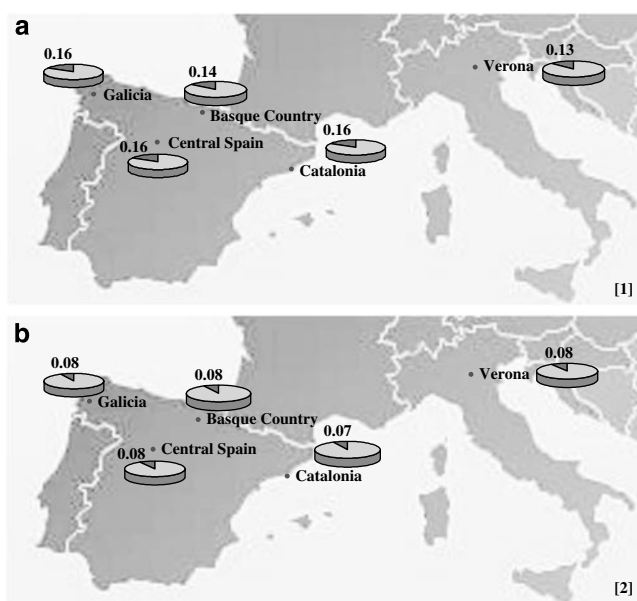 a
0.16
Galicia
0.14
Basque Country
0.16
Central Spain
0.16
Catalonia
Verona
0.13
[1]
b
0.08
Galicia
0.08
Basque Country
0.08
Central Spain
0.07
Catalonia
Verona
0.08
[2]